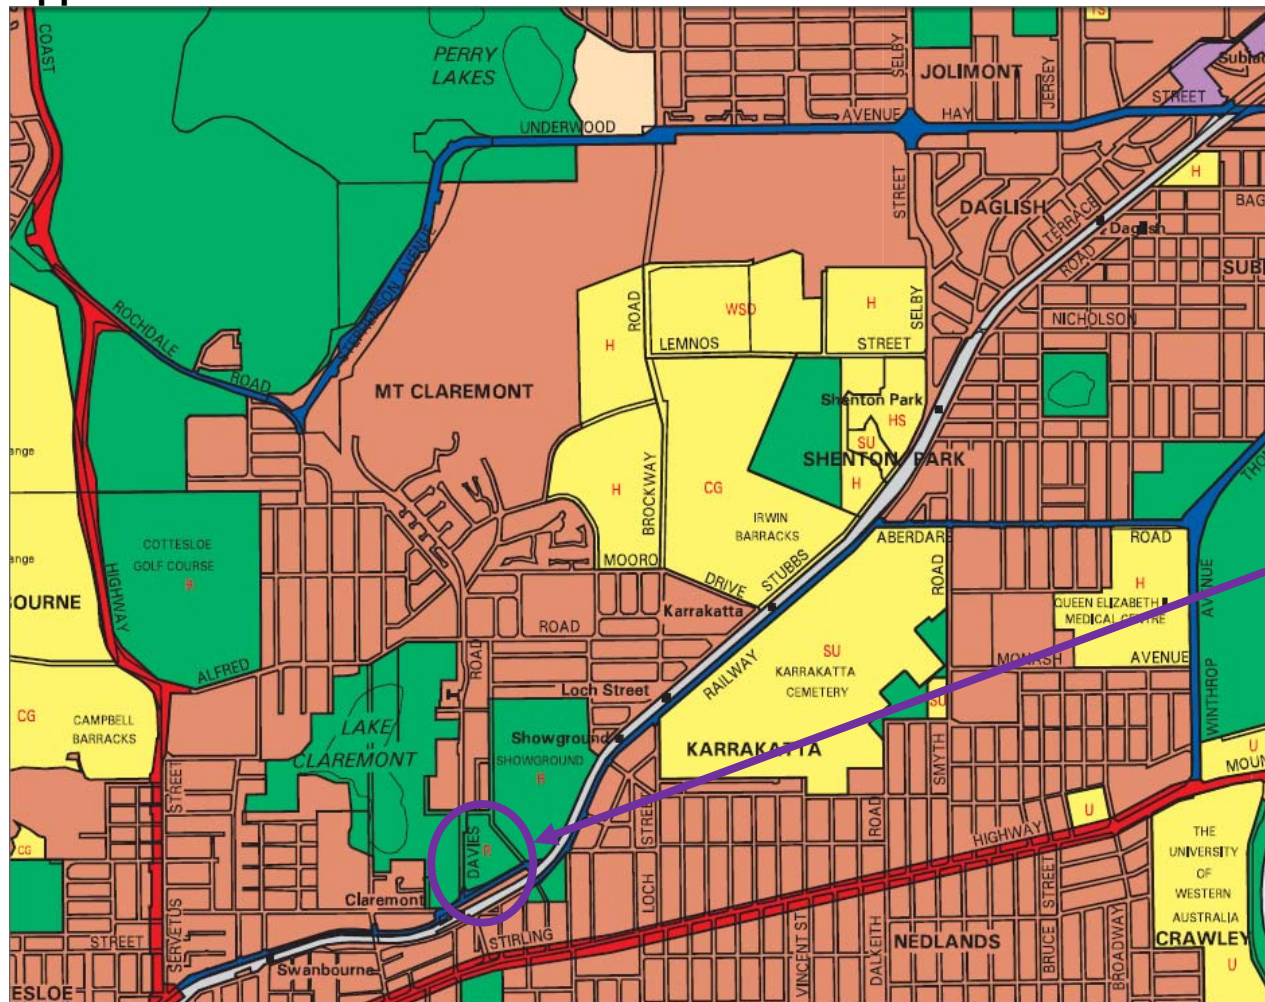 COAST
PERRY
LAKES
SELBY
JOLIMONT
JERSEY
TS
STREET
UNDERWOOD
AVENUE
HAY
H
STREET
DAGLISH
TERRACE
Daglish
ROAD
STEPHENSON AVENUE
ROCHDALE
ROAD
ROAD
WSD
H
SELBY
NICHOLSON
H
LEMNOS
STREET
MT CLAREMONT
Shenton Park
HS
SU
SHENTON PARK
H
H
BROCKWAY
CG
IRWIN
BARRACKS
ABERDARE
ROAD
COTTESLOE
GOLF COURSE
R
MOORO
DRIVE
STUBBS
ROAD
H
QUEEN ELIZABETH II
MEDICAL CENTRE
AVENUE
HIGHWAY
Karrakatta
ROAD
MONASH
AVENUE
ALFRED
ROAD
RAILWAY
SU
KARRAKATTA
CEMETERY
Loch Street
SU
WINTHROP
CG
CAMPBELL
BARRACKS
LAKE
CLAREMONT
Showground
SHOWGROUND
R
KARRAKATTA
SMYTH
U
STREET
ROAD
U
HIGHWAY
CG
DAVIES
R
THE
UNIVERSITY
OF
WESTERN
AUSTRALIA
Claremont
LOCH
STREET
SERVETUS
STREET
STIRLING
VINCENT ST
DALKEITH
NEDLANDS
BRUCE
BROADWAY
CRAWLEY
U
Swanbourne